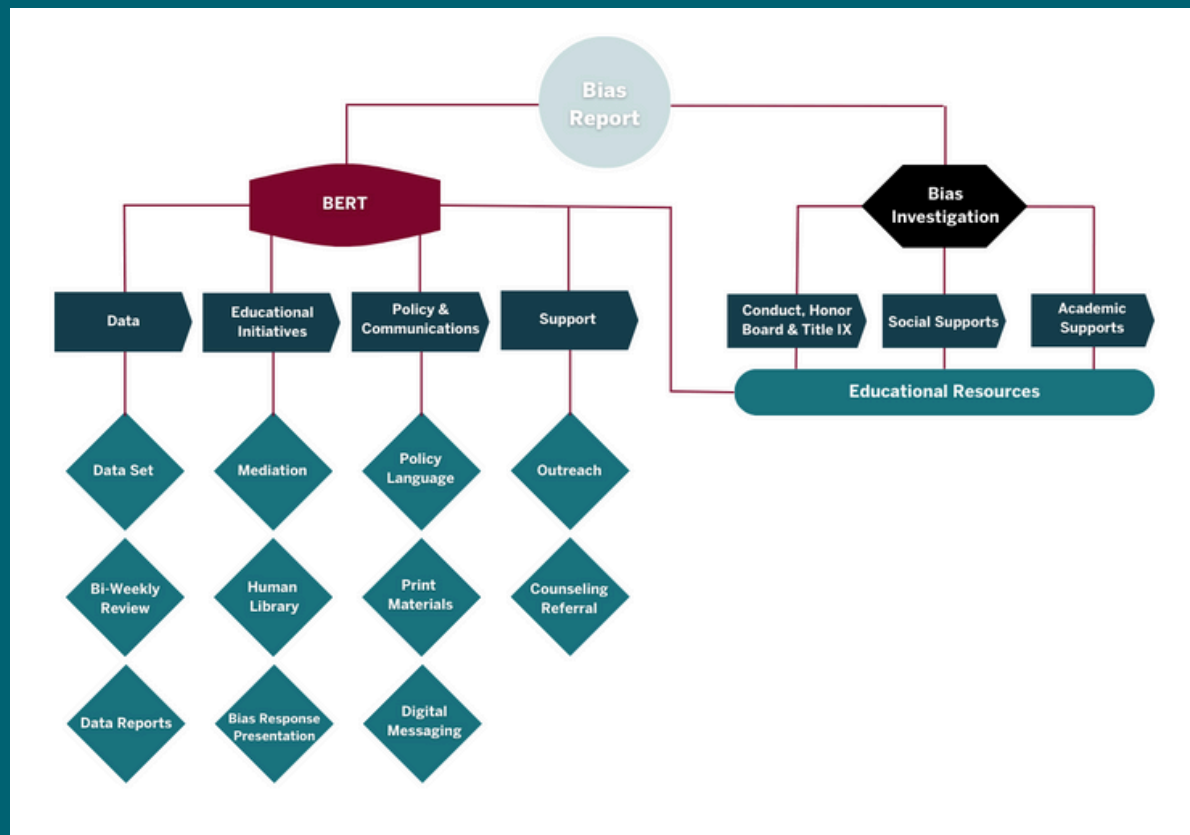 Bias
Report
BERT
Bias
Investigation
Data
Educational
Initiatives
Policy &
Communications
Support
Conduct, Honor
Board & Title IX
Social Supports
Academic
Supports
Educational Resources
Data Set
Mediation
Policy
Language
Outreach
Bi-Weekly
Review
Human
Library
Print
Materials
Counseling
Referral
Data Reports
Bias Response
Presentation
Digital
Messaging